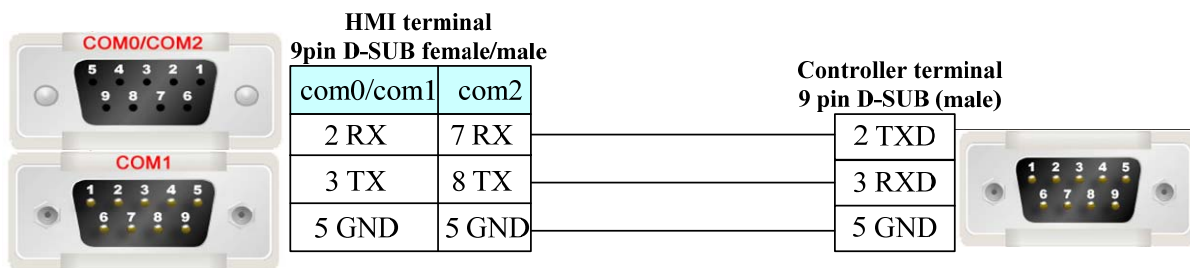 COM0/COM2
5 4 3 2 1
9 8 7 6
COM1
1 2 3 4 5
6 7 8 9
HMI terminal
9pin D-SUB female/male
com0/com1 com2
2 RX 7 RX
3 TX 8 TX
5 GND 5 GND
Controller terminal
9 pin D-SUB (male)
2 TXD
3 RXD
5 GND
1 2 3 4 5
6 7 8 9